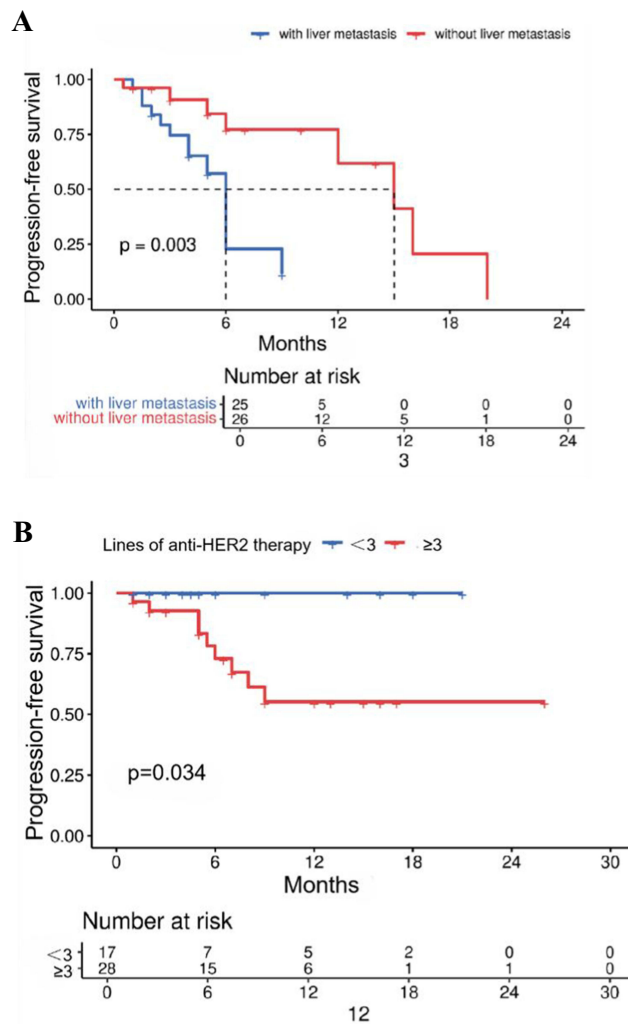 A
with liver metastasis without liver metastasis
Progression-free survival
1.00
0.75
0.50
0.25
0.00
p = 0.003
0 6 12 18 24
Months
Number at risk
with liver metastasis 25 5 0 0 0
without liver metastasis 26 12 5 1 0
0 6 12 18 24
3
B
Lines of anti-HER2 therapy <3 ≥3
Progression-free survival
1.00
0.75
0.50
0.25
0.00
p=0.034
0 6 12 18 24 30
Months
Number at risk
<3 17 7 5 2 0 0
≥3 28 15 6 1 1 0
0 6 12 18 24 30
12